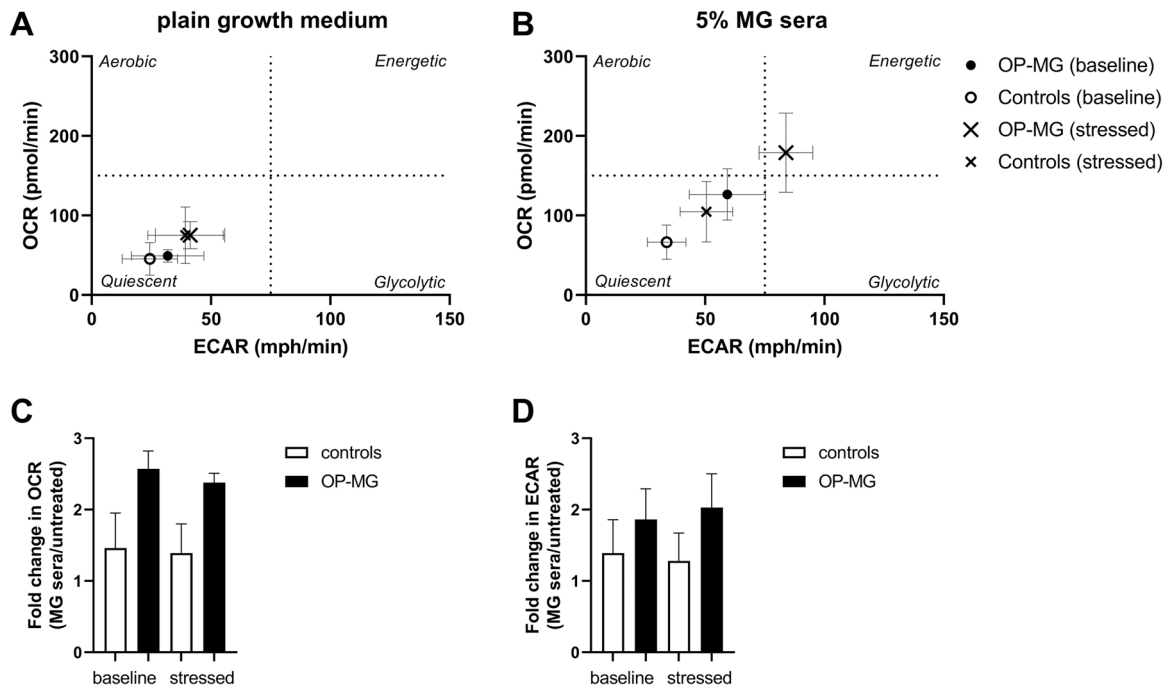 A
plain growth medium
300
200
100
0
OCR (pmol/min)
Aerobic
Energetic
Quiescent
Glycolytic
0
50
100
150
ECAR (mph/min)
B
5% MG sera
300
200
100
0
OCR (pmol/min)
Aerobic
Energetic
Quiescent
Glycolytic
0
50
100
150
ECAR (mph/min)
OP-MG (baseline)
Controls (baseline)
OP-MG (stressed)
Controls (stressed)
C
3
2
1
0
Fold change in OCR
(MG sera/untreated)
baseline
stressed
controls
OP-MG
D
3
2
1
0
Fold change in ECAR
(MG sera/untreated)
baseline
stressed
controls
OP-MG